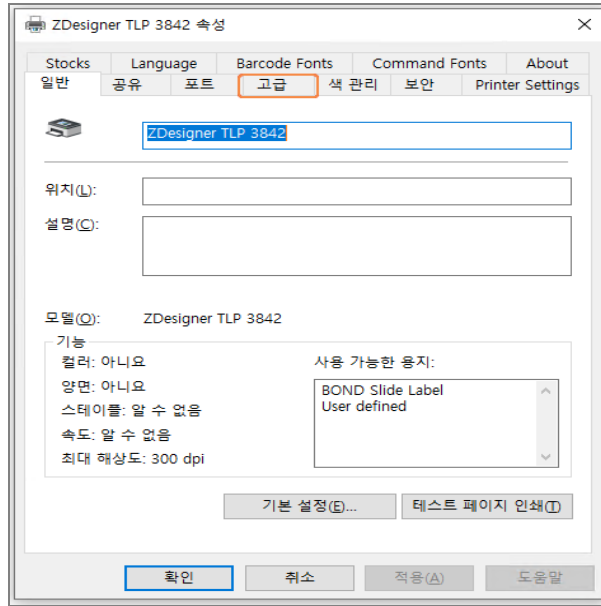 ZDesigner TLP 3842 속성
Stocks Language Barcode Fonts Command Fonts About
일반 공유 포트 고급 색 관리 보안 Printer Settings
ZDesigner TLP 3842
위치(L):
설명(C):
모델(O): ZDesigner TLP 3842
기능
컬러: 아니요
사용 가능한 용지:
양면: 아니요
BOND Slide Label
스테이플: 알 수 없음
User defined
속도: 알 수 없음
최대 해상도: 300 dpi
기본 설정(E)... 테스트 페이지 인쇄(T)
확인 취소 적용(A) 도움말